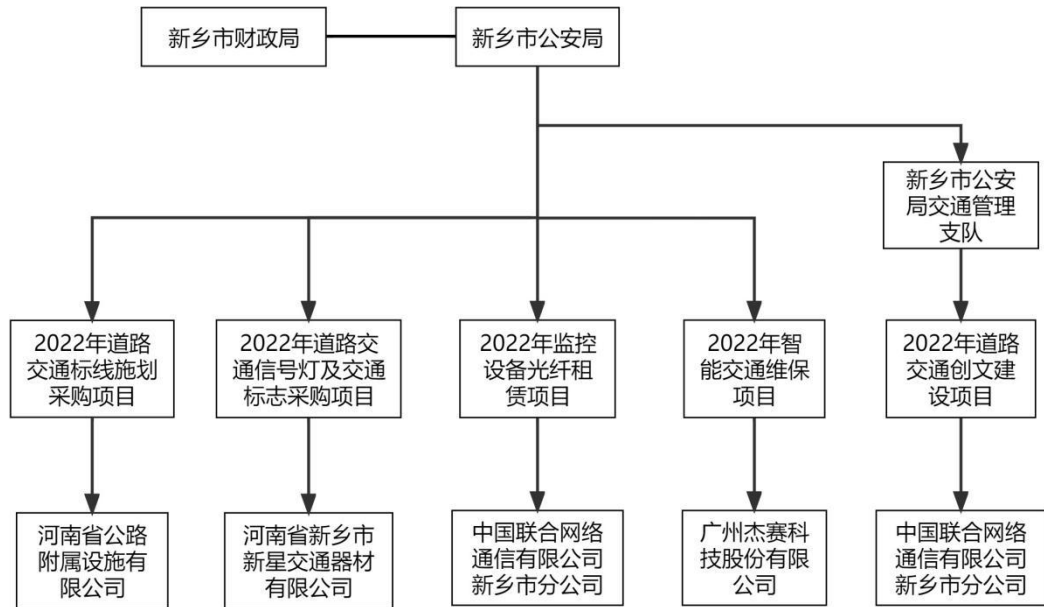 新乡市财政局
新乡市公安局
新乡市公安
局交通管理
支队
2022年道路
交通标线施划
采购项目
2022年道路交
通信号灯及交通
标志采购项目
2022年监控
设备光纤租
赁项目
2022年智
能交通维保
项目
2022年道路
交通创文建
设项目
河南省公路
附属设施有
限公司
河南省新乡市
新星交通器材
有限公司
中国联合网络
通信有限公司
新乡市分公司
广州杰赛科
技股份有限
公司
中国联合网络
通信有限公司
新乡市分公司